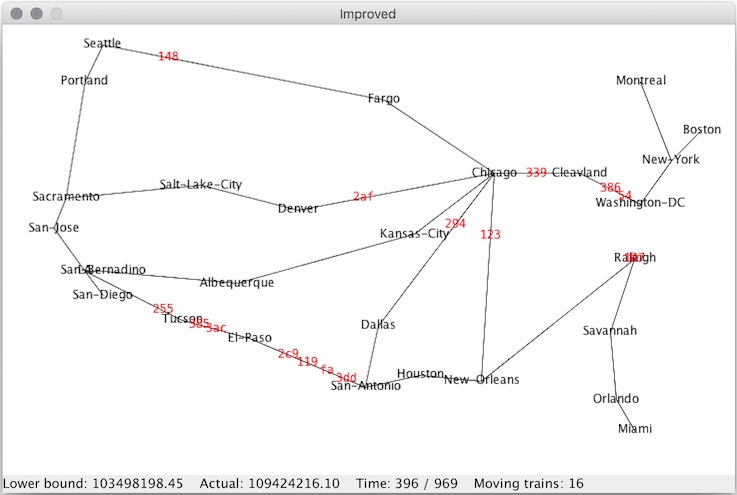 Improved
Seattle
148
Portland
Montreal
Fargo
Boston
New-York
Chicago 339 Cleavland
Salt-Lake-City
386
54
Sacramento
2af
Washington-DC
Denver
294
San-Jose
Kansas-City
123
Raleigh
San-Bernadino
Albequerque
San-Diego
255
Tucson
385
3ac
Dallas
Savannah
El-Paso
2c9
119
fa
Houston
3dd
New-Orleans
San-Antonio
Orlando
Miami
Lower bound: 103498198.45 Actual: 109424216.10 Time: 396 / 969 Moving trains: 16